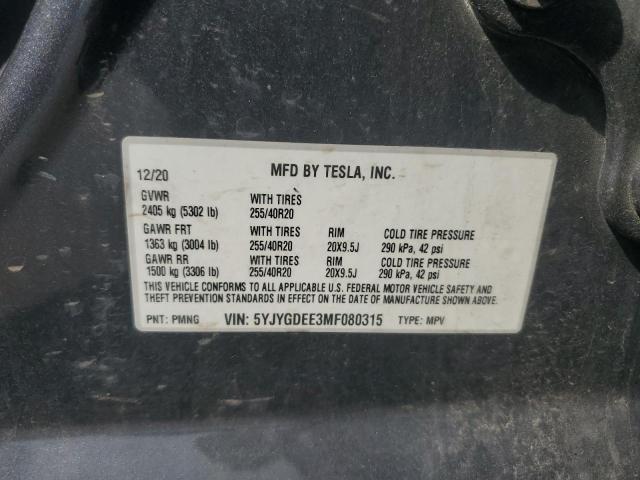 12/20 MFD BY TESLA, INC.
GVWR WITH TIRES
2405 kg (5302 lb) 255/40R20
GAWR FRT WITH TIRES RIM COLD TIRE PRESSURE
1363 kg (3004 lb) 255/40R20 20X9.5J 290 kPa, 42 psi
GAWR RR WITH TIRES RIM COLD TIRE PRESSURE
1500 kg (3306 lb) 255/40R20 20X9.5J 290 kPa, 42 psi
THIS VEHICLE CONFORMS TO ALL APPLICABLE U.S. FEDERAL MOTOR VEHICLE SAFETY AND
THEFT PREVENTION STANDARDS IN EFFECT ON THE DATE OF MANUFACTURE SHOWN ABOVE.
PNT: PMNG VIN: 5YJYGDEE3MF080315 TYPE: MPV